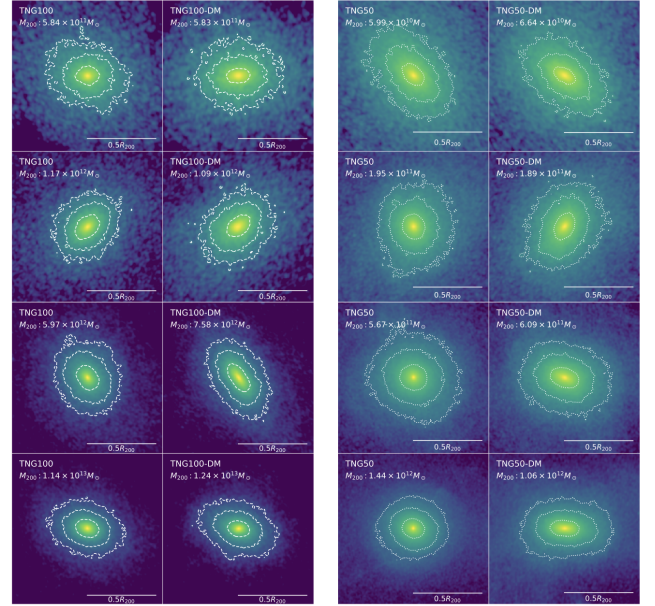 TNG100
M200 : 5.84 × 10^11 M⊙
0.5R200
TNG100-DM
M200 : 5.83 × 10^11 M⊙
0.5R200
TNG50
M200 : 5.99 × 10^10 M⊙
0.5R200
TNG50-DM
M200 : 6.64 × 10^10 M⊙
0.5R200
TNG100
M200 : 1.17 × 10^12 M⊙
0.5R200
TNG100-DM
M200 : 1.09 × 10^12 M⊙
0.5R200
TNG50
M200 : 1.95 × 10^11 M⊙
0.5R200
TNG50-DM
M200 : 1.89 × 10^11 M⊙
0.5R200
TNG100
M200 : 5.97 × 10^12 M⊙
0.5R200
TNG100-DM
M200 : 7.58 × 10^12 M⊙
0.5R200
TNG50
M200 : 5.67 × 10^11 M⊙
0.5R200
TNG50-DM
M200 : 6.09 × 10^11 M⊙
0.5R200
TNG100
M200 : 1.14 × 10^13 M⊙
0.5R200
TNG100-DM
M200 : 1.24 × 10^13 M⊙
0.5R200
TNG50
M200 : 1.44 × 10^12 M⊙
0.5R200
TNG50-DM
M200 : 1.06 × 10^12 M⊙
0.5R200